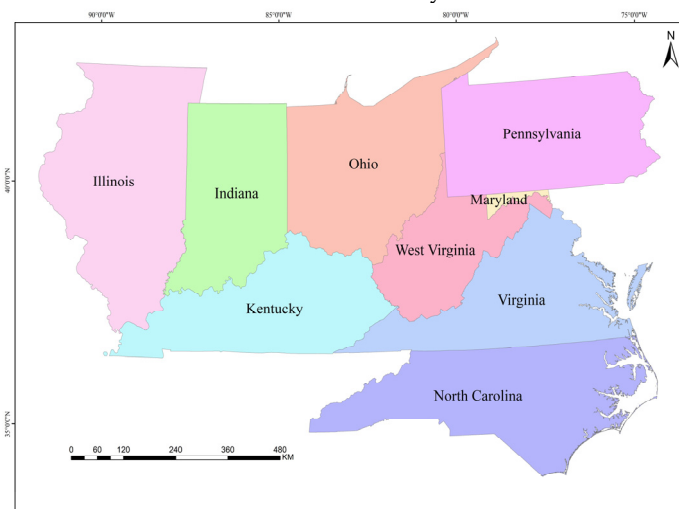 90°0'0"W 85°0'0"W 80°0'0"W 75°0'0"W
N
Pennsylvania
Ohio
40°0'0"N
Illinois
Indiana
Maryland
West Virginia
Virginia
Kentucky
North Carolina
35°0'0"N
0 60 120 240 360 480
KM